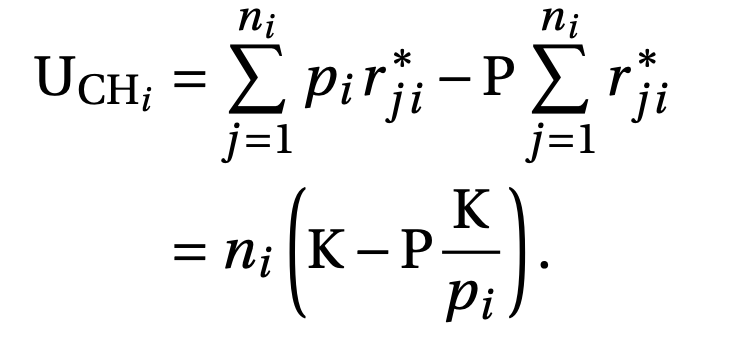 U_{CH_i} = \sum_{j=1}^{n_i} p_i r_{ji}^* - P \sum_{j=1}^{n_i} r_{ji}^*
= n_i \left( K - P \frac{K}{p_i} \right).